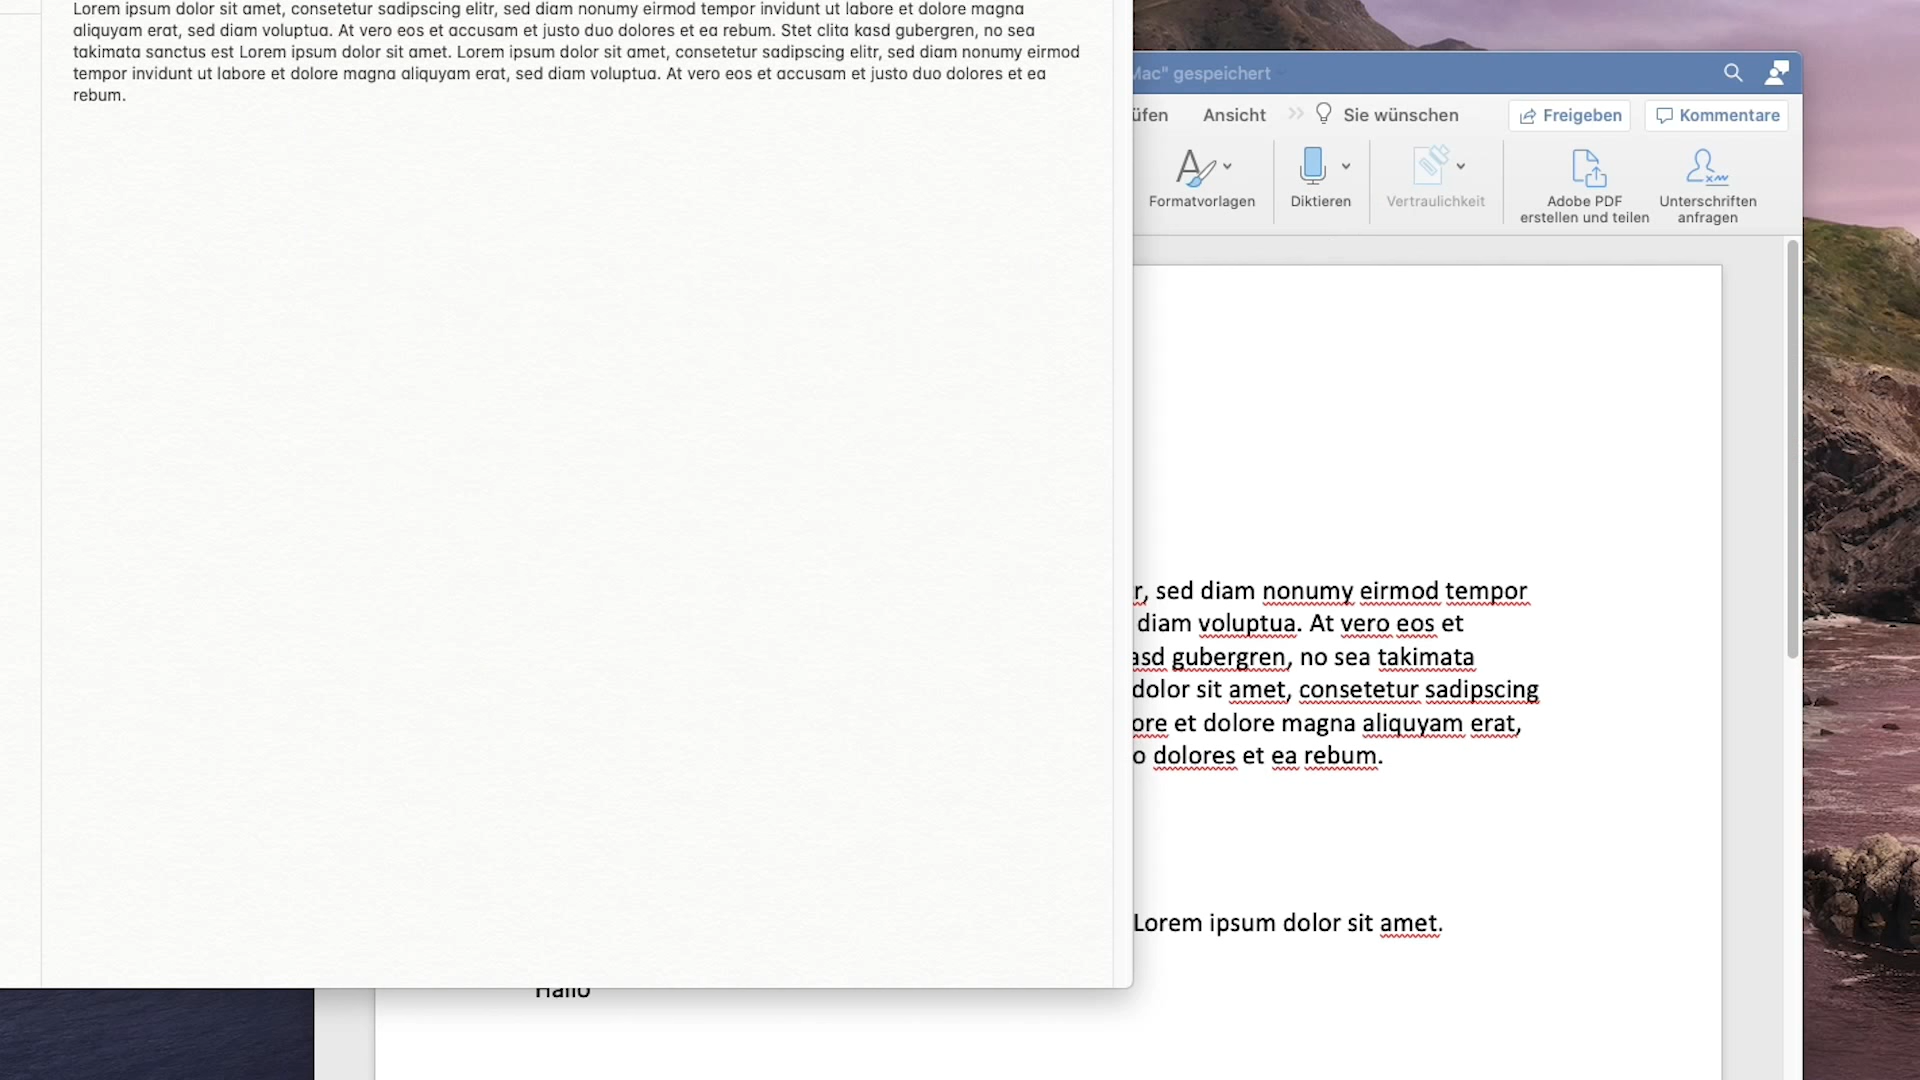 Lorem ipsum dolor sit amet, consetetur sadipscing elitr, sed diam nonumy eirmod tempor invidunt ut labore et dolore magna
aliquyam erat, sed diam voluptua. At vero eos et accusam et justo duo dolores et ea rebum. Stet clita kasd gubergren, no sea
takimata sanctus est Lorem ipsum dolor sit amet. Lorem ipsum dolor sit amet, consetetur sadipscing elitr, sed diam nonumy eirmod
tempor invidunt ut labore et dolore magna aliquyam erat, sed diam voluptua. At vero eos et accusam et justo duo dolores et ea
rebum.
Mac" gespeichert
üfen Ansicht Sie wünschen Freigeben Kommentare
Formatvorlagen
Diktieren
Vertraulichkeit
Adobe PDF
erstellen und teilen
Unterschriften
anfragen
r, sed diam nonumy eirmod tempor
diam voluptua. At vero eos et
asd gubergren, no sea takimata
dolor sit amet, consetetur sadipscing
ore et dolore magna aliquyam erat,
o dolores et ea rebum.
Lorem ipsum dolor sit amet.
Hallo